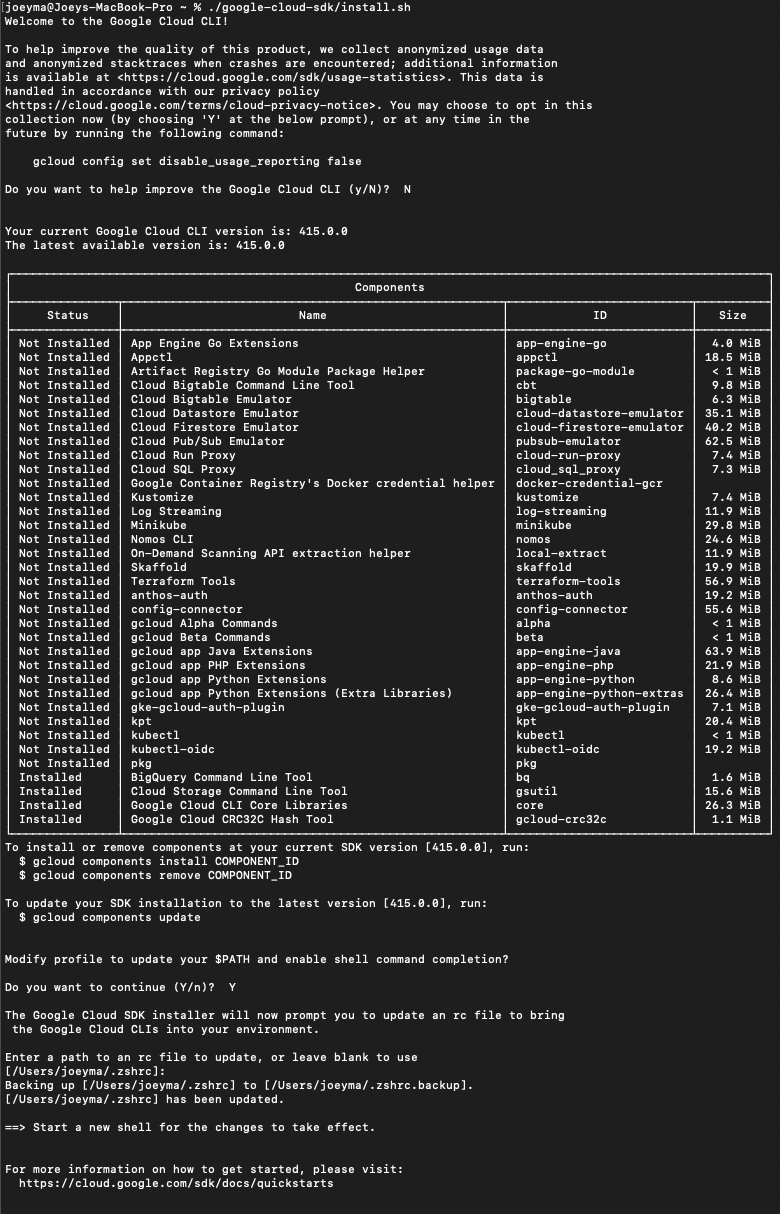 joeyma@Joeys-MacBook-Pro ~ % ./google-cloud-sdk/install.sh
Welcome to the Google Cloud CLI!
To help improve the quality of this product, we collect anonymized usage data
and anonymized stacktraces when crashes are encountered; additional information
is available at <https://cloud.google.com/sdk/usage-statistics>. This data is
handled in accordance with our privacy policy
<https://cloud.google.com/terms/cloud-privacy-notice>. You may choose to opt in this
collection now (by choosing 'Y' at the below prompt), or at any time in the
future by running the following command:
gcloud config set disable_usage_reporting false
Do you want to help improve the Google Cloud CLI (y/N)?  N
Your current Google Cloud CLI version is: 415.0.0
The latest available version is: 415.0.0
Components
Status Name ID Size
Not Installed App Engine Go Extensions app-engine-go 4.0 MiB
Not Installed Appctl appctl 18.5 MiB
Not Installed Artifact Registry Go Module Package Helper package-go-module < 1 MiB
Not Installed Cloud Bigtable Command Line Tool cbt 9.8 MiB
Not Installed Cloud Bigtable Emulator bigtable 6.3 MiB
Not Installed Cloud Datastore Emulator cloud-datastore-emulator 35.1 MiB
Not Installed Cloud Firestore Emulator cloud-firestore-emulator 40.2 MiB
Not Installed Cloud Pub/Sub Emulator pubsub-emulator 62.5 MiB
Not Installed Cloud Run Proxy cloud-run-proxy 7.4 MiB
Not Installed Cloud SQL Proxy cloud_sql_proxy 7.3 MiB
Not Installed Google Container Registry's Docker credential helper docker-credential-gcr
Not Installed Kustomize kustomize 7.4 MiB
Not Installed Log Streaming log-streaming 11.9 MiB
Not Installed Minikube minikube 29.8 MiB
Not Installed Nomos CLI nomos 24.6 MiB
Not Installed On-Demand Scanning API extraction helper local-extract 11.9 MiB
Not Installed Skaffold skaffold 19.9 MiB
Not Installed Terraform Tools terraform-tools 56.9 MiB
Not Installed anthos-auth anthos-auth 19.2 MiB
Not Installed config-connector config-connector 55.6 MiB
Not Installed gcloud Alpha Commands alpha < 1 MiB
Not Installed gcloud Beta Commands beta < 1 MiB
Not Installed gcloud app Java Extensions app-engine-java 63.9 MiB
Not Installed gcloud app PHP Extensions app-engine-php 21.9 MiB
Not Installed gcloud app Python Extensions app-engine-python 8.6 MiB
Not Installed gcloud app Python Extensions (Extra Libraries) app-engine-python-extras 26.4 MiB
Not Installed gke-gcloud-auth-plugin gke-gcloud-auth-plugin 7.1 MiB
Not Installed kpt kpt 20.4 MiB
Not Installed kubectl kubectl < 1 MiB
Not Installed kubectl-oidc kubectl-oidc 19.2 MiB
Not Installed pkg pkg
Installed BigQuery Command Line Tool bq 1.6 MiB
Installed Cloud Storage Command Line Tool gsutil 15.6 MiB
Installed Google Cloud CLI Core Libraries core 26.3 MiB
Installed Google Cloud CRC32C Hash Tool gcloud-crc32c 1.1 MiB
To install or remove components at your current SDK version [415.0.0], run:
$ gcloud components install COMPONENT_ID
$ gcloud components remove COMPONENT_ID
To update your SDK installation to the latest version [415.0.0], run:
$ gcloud components update
Modify profile to update your $PATH and enable shell command completion?
Do you want to continue (Y/n)?  Y
The Google Cloud SDK installer will now prompt you to update an rc file to bring
the Google Cloud CLIs into your environment.
Enter a path to an rc file to update, or leave blank to use
[/Users/joeyma/.zshrc]:
Backing up [/Users/joeyma/.zshrc] to [/Users/joeyma/.zshrc.backup].
[/Users/joeyma/.zshrc] has been updated.
==> Start a new shell for the changes to take effect.
For more information on how to get started, please visit:
https://cloud.google.com/sdk/docs/quickstarts